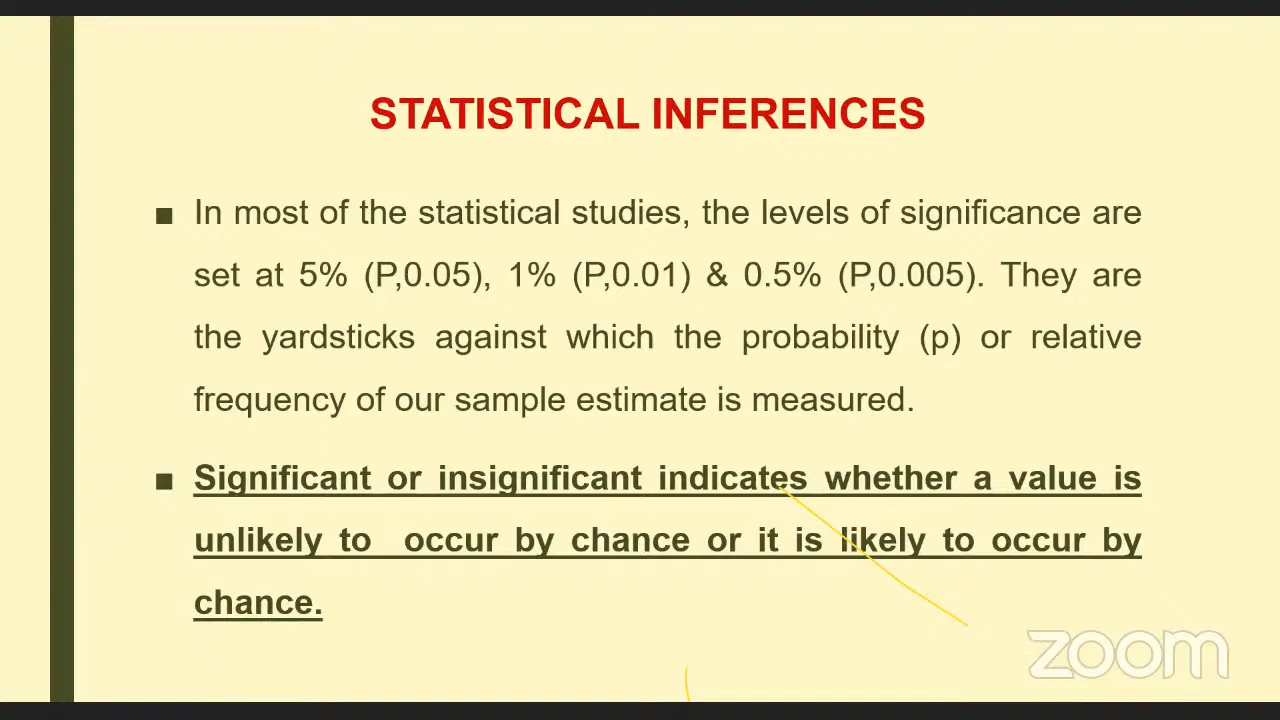 STATISTICAL INFERENCES
■ In most of the statistical studies, the levels of significance are
set at 5% (P,0.05), 1% (P,0.01) & 0.5% (P,0.005). They are
the yardsticks against which the probability (p) or relative
frequency of our sample estimate is measured.
■ Significant or insignificant indicates whether a value is
unlikely to occur by chance or it is likely to occur by
chance.
zoom